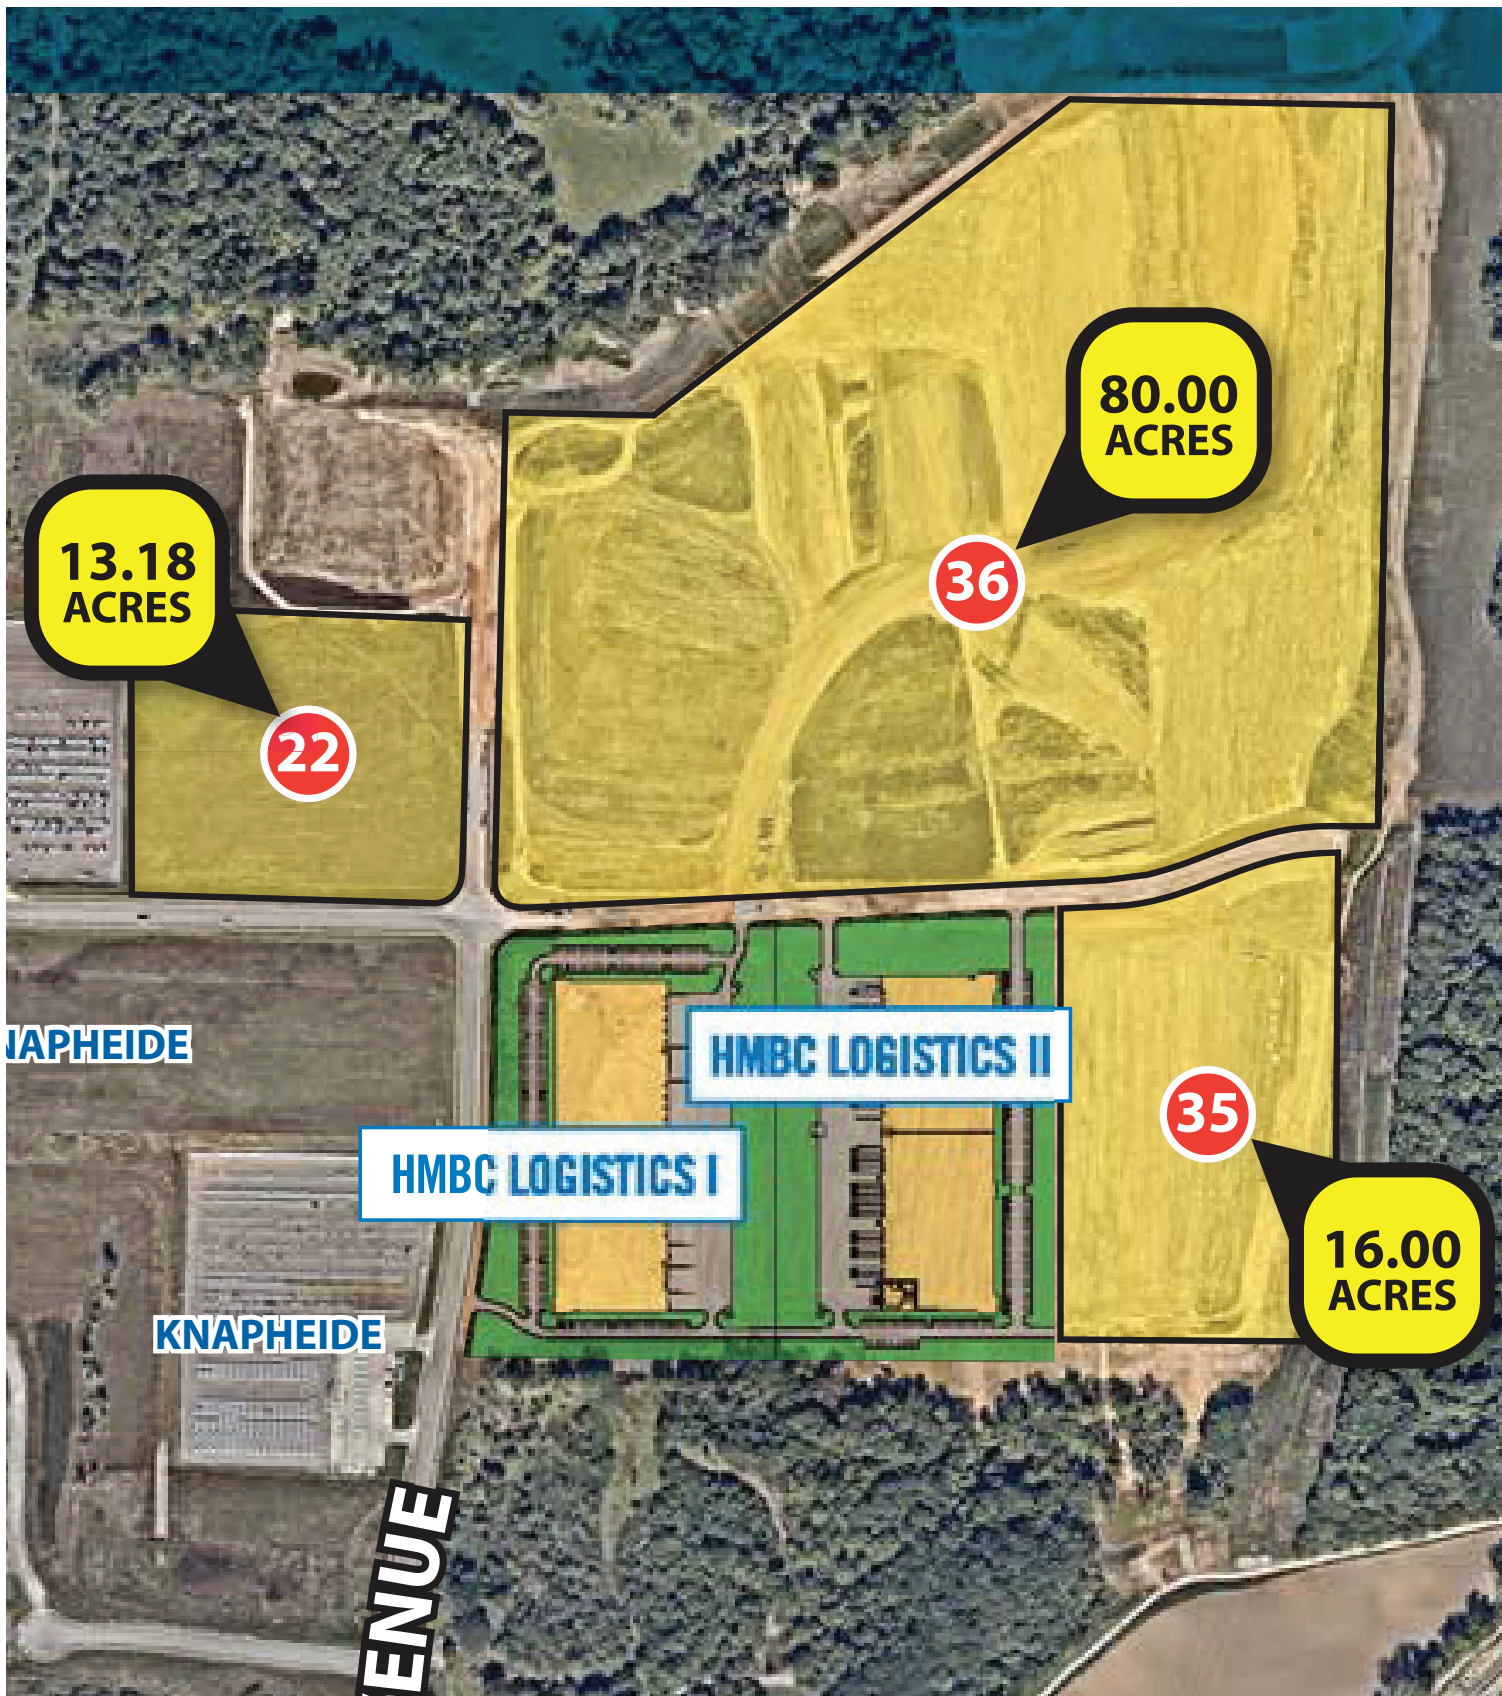 80.00
ACRES
36
13.18
ACRES
22
HMBC LOGISTICS II
NAPHEIDE
35
HMBC LOGISTICS I
16.00
ACRES
KNAPHEIDE
ENUE